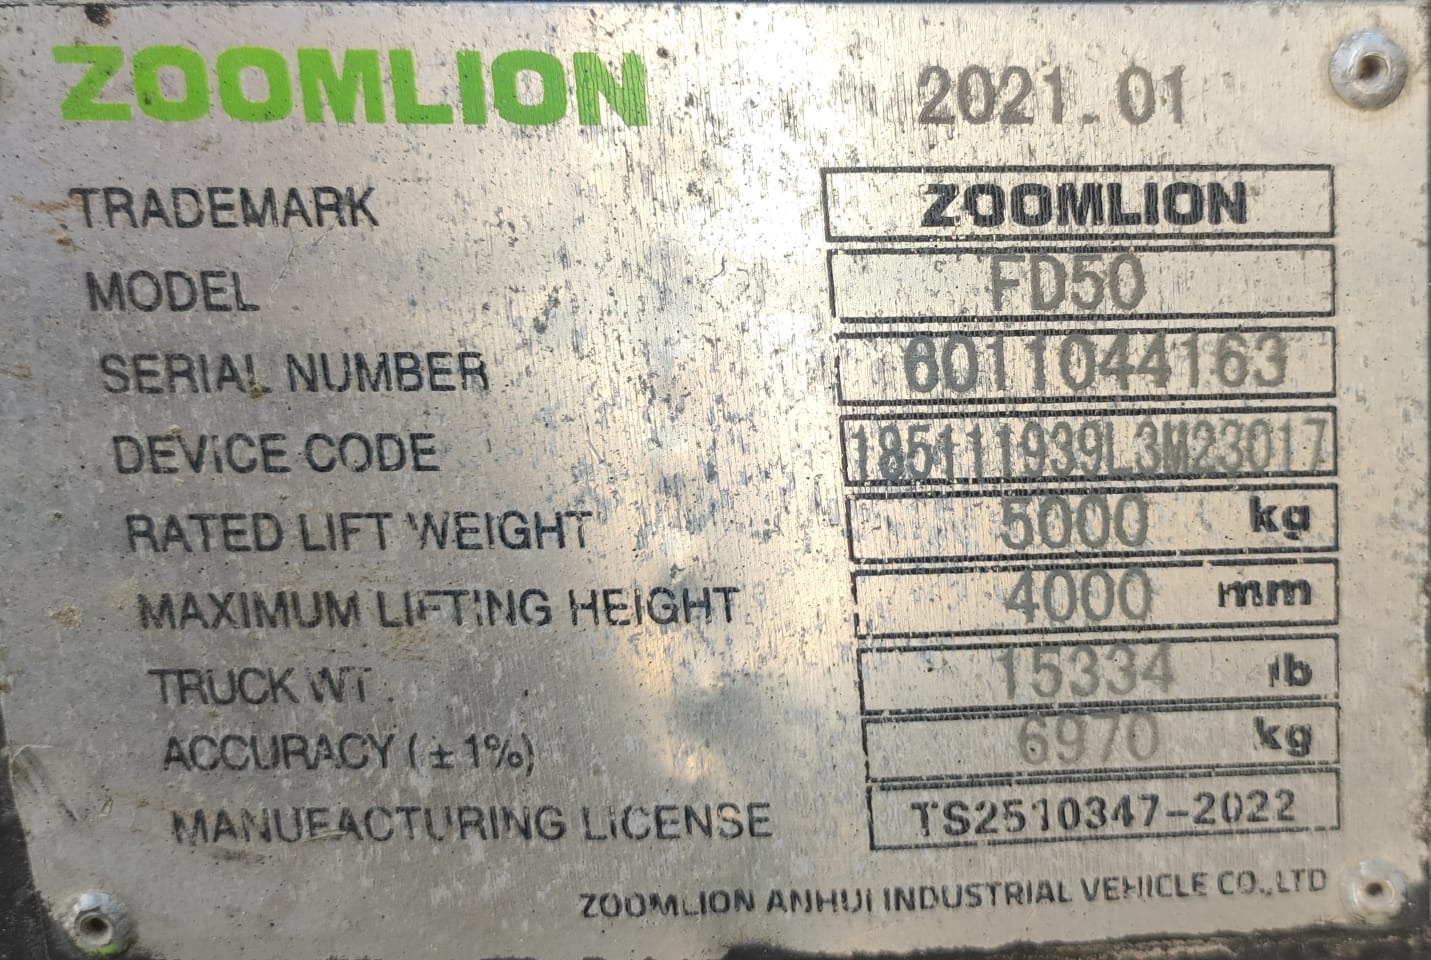 ZOOMLION 2021.01
TRADEMARK ZOOMLION
MODEL FD50
SERIAL NUMBER 6011044163
DEVICE CODE 185111939L3M23017
RATED LIFT WEIGHT 5000 kg
MAXIMUM LIFTING HEIGHT 4000 mm
TRUCK WT 15334 lb
ACCURACY (±1%) 6970 kg
MANUFACTURING LICENSE TS2510347-2022
ZOOMLION ANHUI INDUSTRIAL VEHICLE CO.,LTD